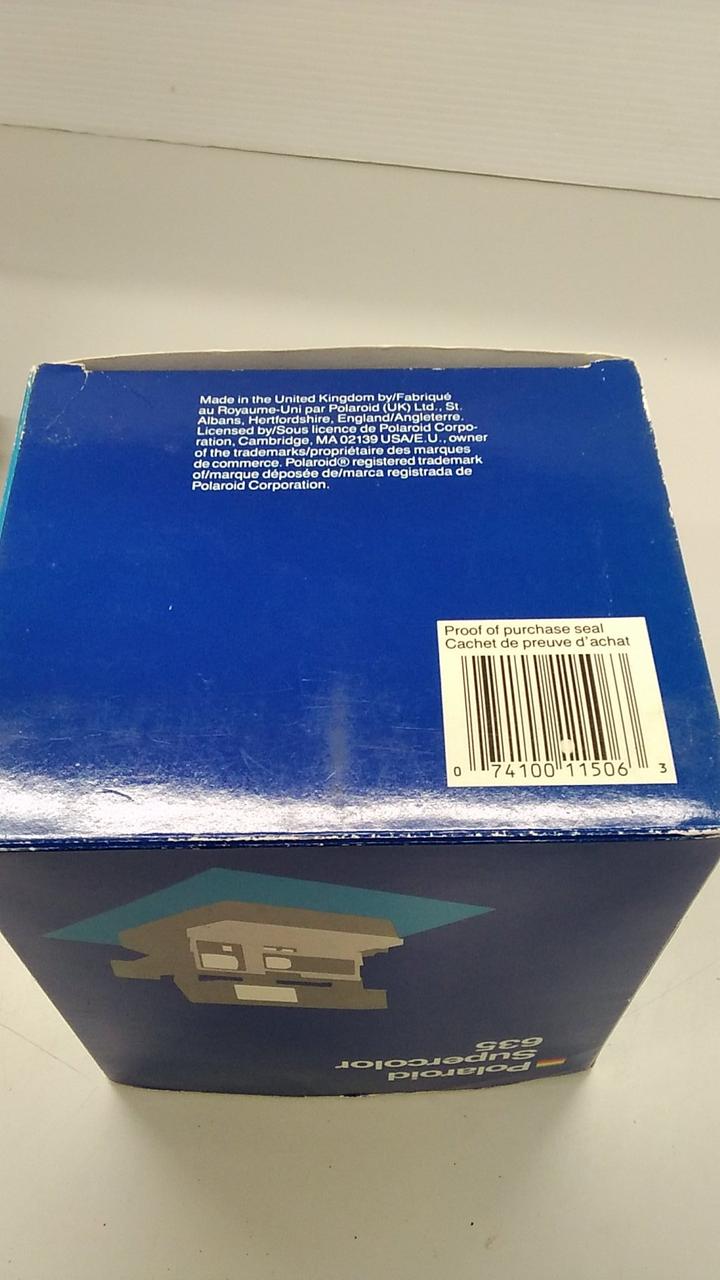 Made in the United Kingdom by/Fabriqué
au Royaume-Uni par Polaroid (UK) Ltd., St.
Albans, Hertfordshire, England/Angleterre.
Licensed by/Sous licence de Polaroid Corpo-
ration, Cambridge, MA 02139 USA/E.U., owner
of the trademarks/propriétaire des marques
de commerce. Polaroid® registered trademark
of/marque déposée de/marca registrada de
Polaroid Corporation.
Proof of purchase seal
Cachet de preuve d'achat
0 74100 11506 3
Polaroid
Supercolor
635